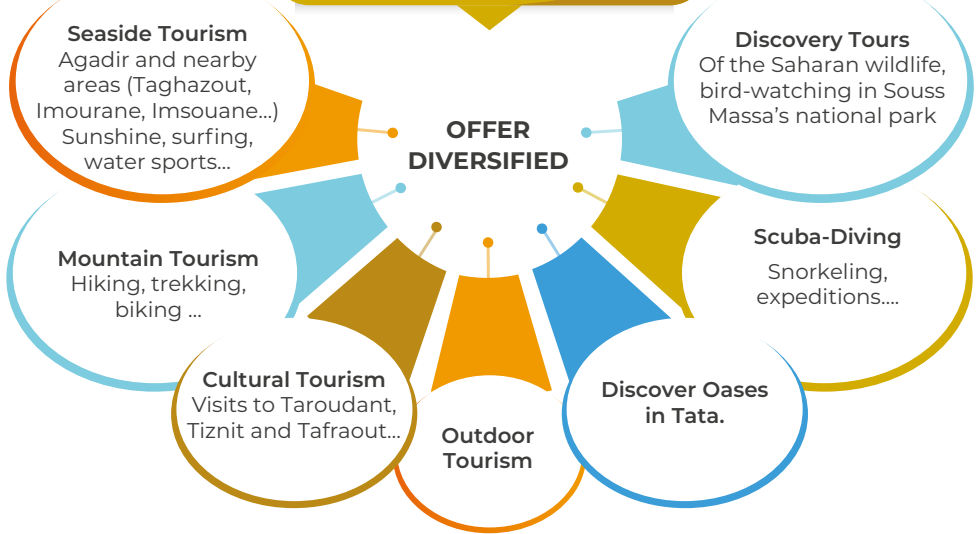 Seaside Tourism
Agadir and nearby
areas (Taghazout,
Imourane, Imsouane...)
Sunshine, surfing,
water sports...
Discovery Tours
Of the Saharan wildlife,
bird-watching in Souss
Massa’s national park
OFFER
DIVERSIFIED
Mountain Tourism
Hiking, trekking,
biking ...
Scuba-Diving
Snorkeling,
expeditions....
Cultural Tourism
Visits to Taroudant,
Tiznit and Tafraout...
Outdoor
Tourism
Discover Oases
in Tata.